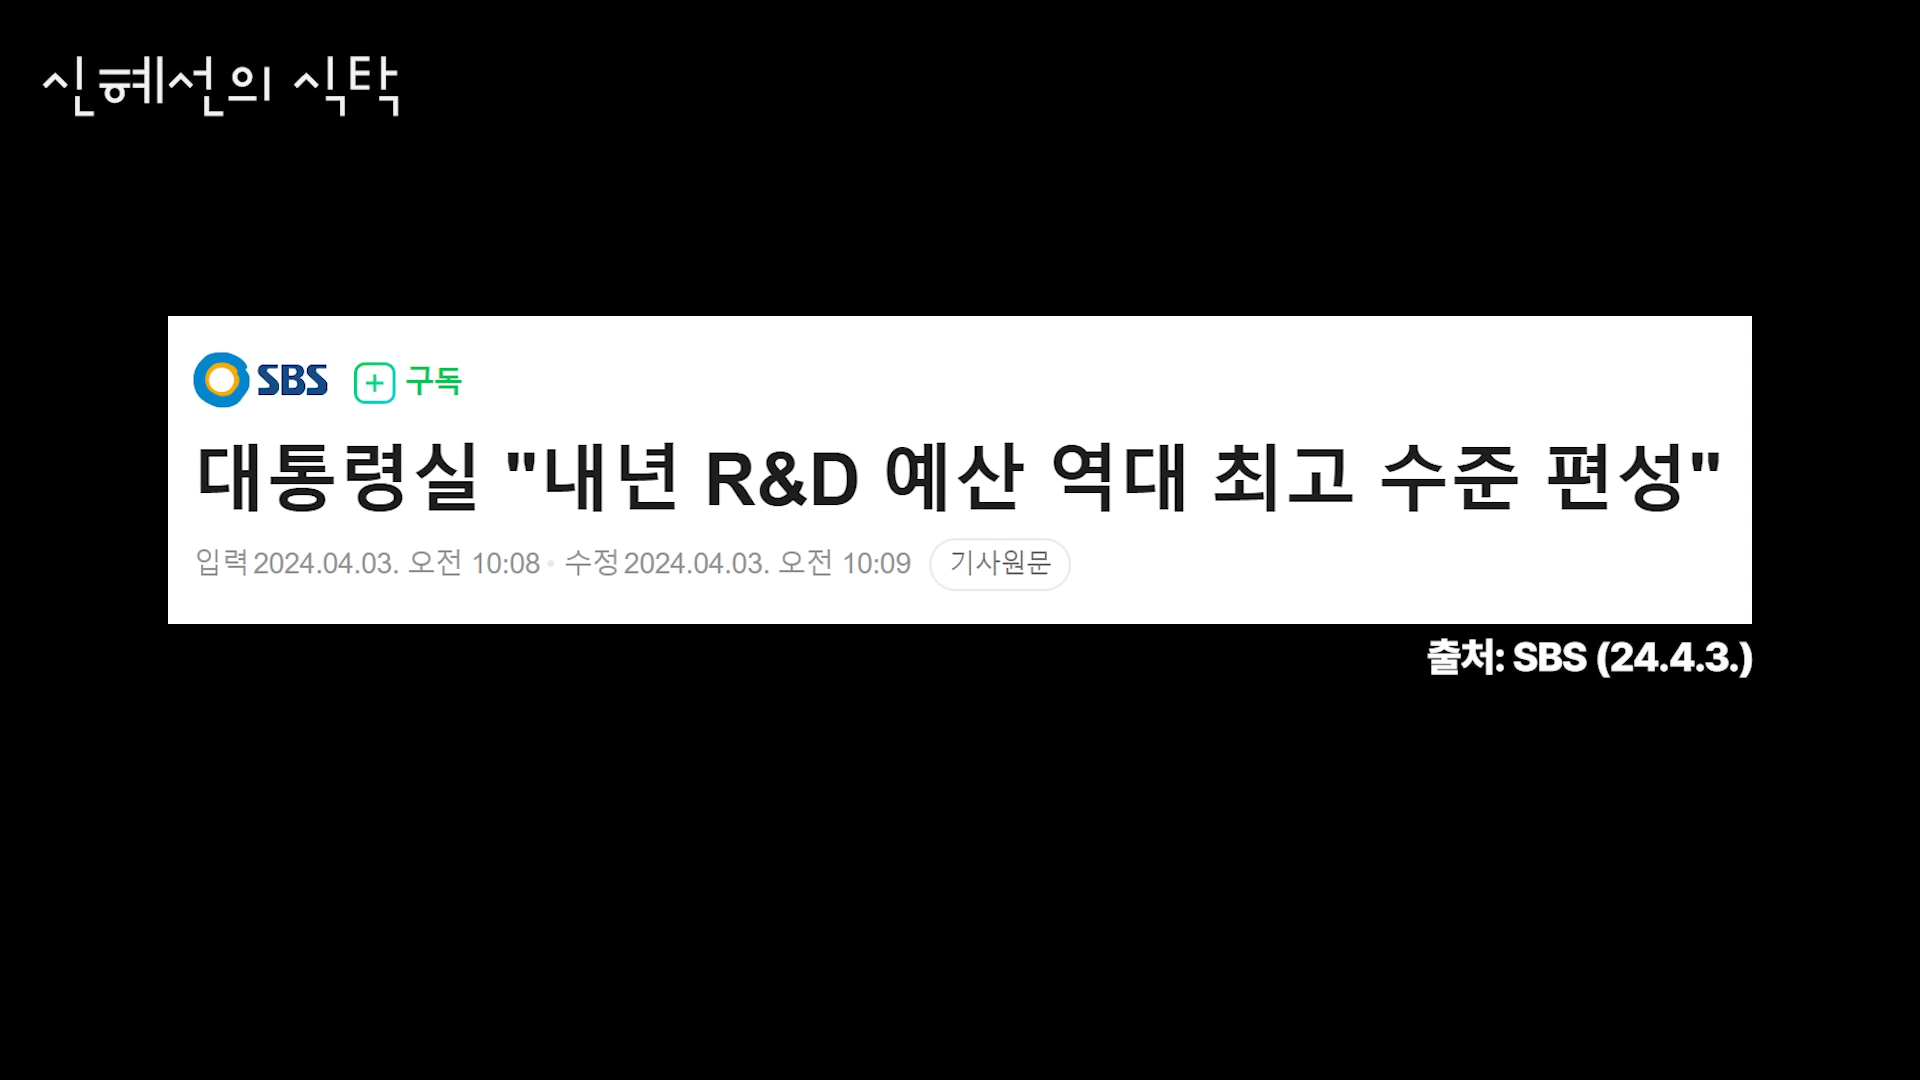 신혜선의 식탁
SBS 구독
대통령실 "내년 R&D 예산 역대 최고 수준 편성"
입력 2024.04.03. 오전 10:08 · 수정 2024.04.03. 오전 10:09 기사원문
출처: SBS (24.4.3.)